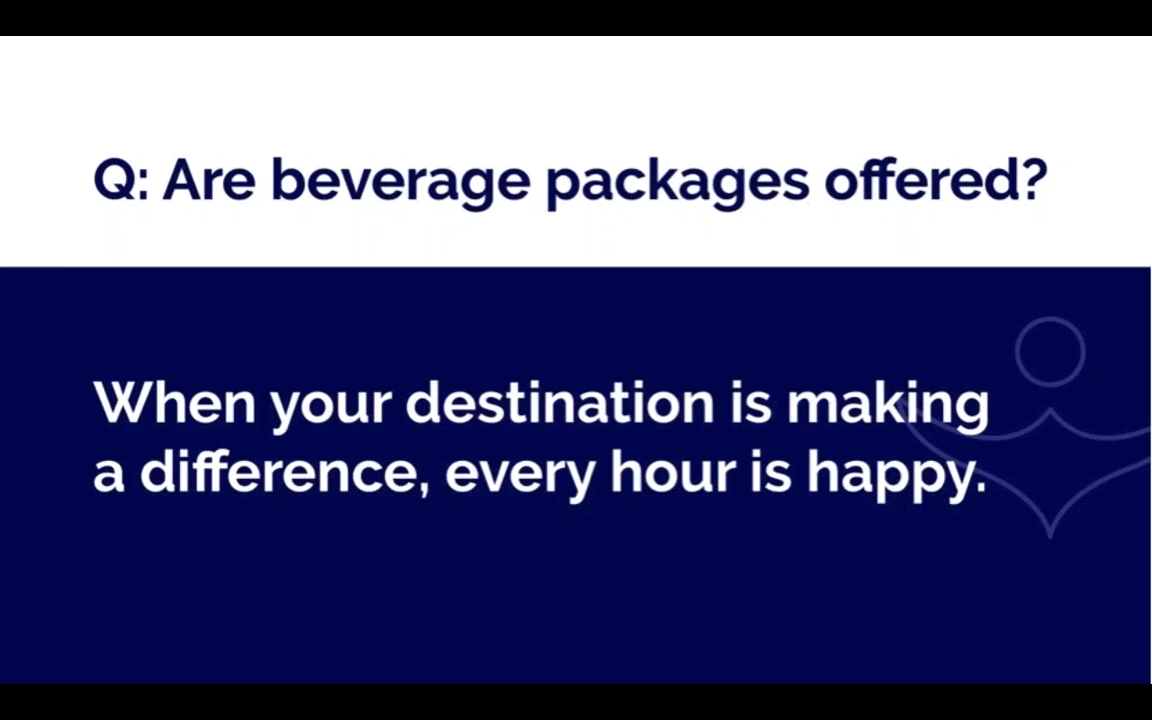 Q: Are beverage packages offered?
When your destination is making
a difference, every hour is happy.